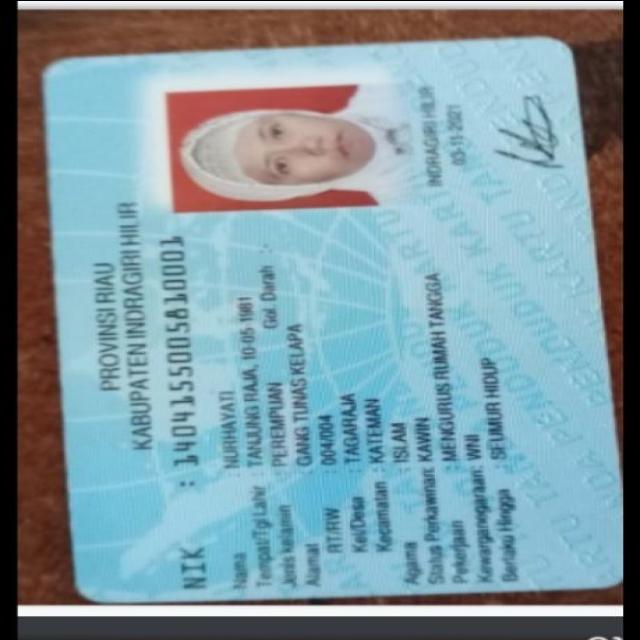 PROVINSI RIAU
KABUPATEN INDRAGIRI HILIR
NIK : 1404155005810001
Nama : NURHAYATI
Tempat/Tgl Lahir : TANJUNG RAJA, 10-05-1981
Jenis kelamin : PEREMPUAN Gol. Darah : -
Alamat : GANG TUNAS KELAPA
RT/RW : 004/004
Kel/Desa : TAGARAJA
Kecamatan : KATEMAN
Agama : ISLAM
Status Perkawinan: KAWIN
Pekerjaan : MENGURUS RUMAH TANGGA
Kewarganegaraan: WNI
Berlaku Hingga : SEUMUR HIDUP
INDRAGIRI HILIR
03-11-2021